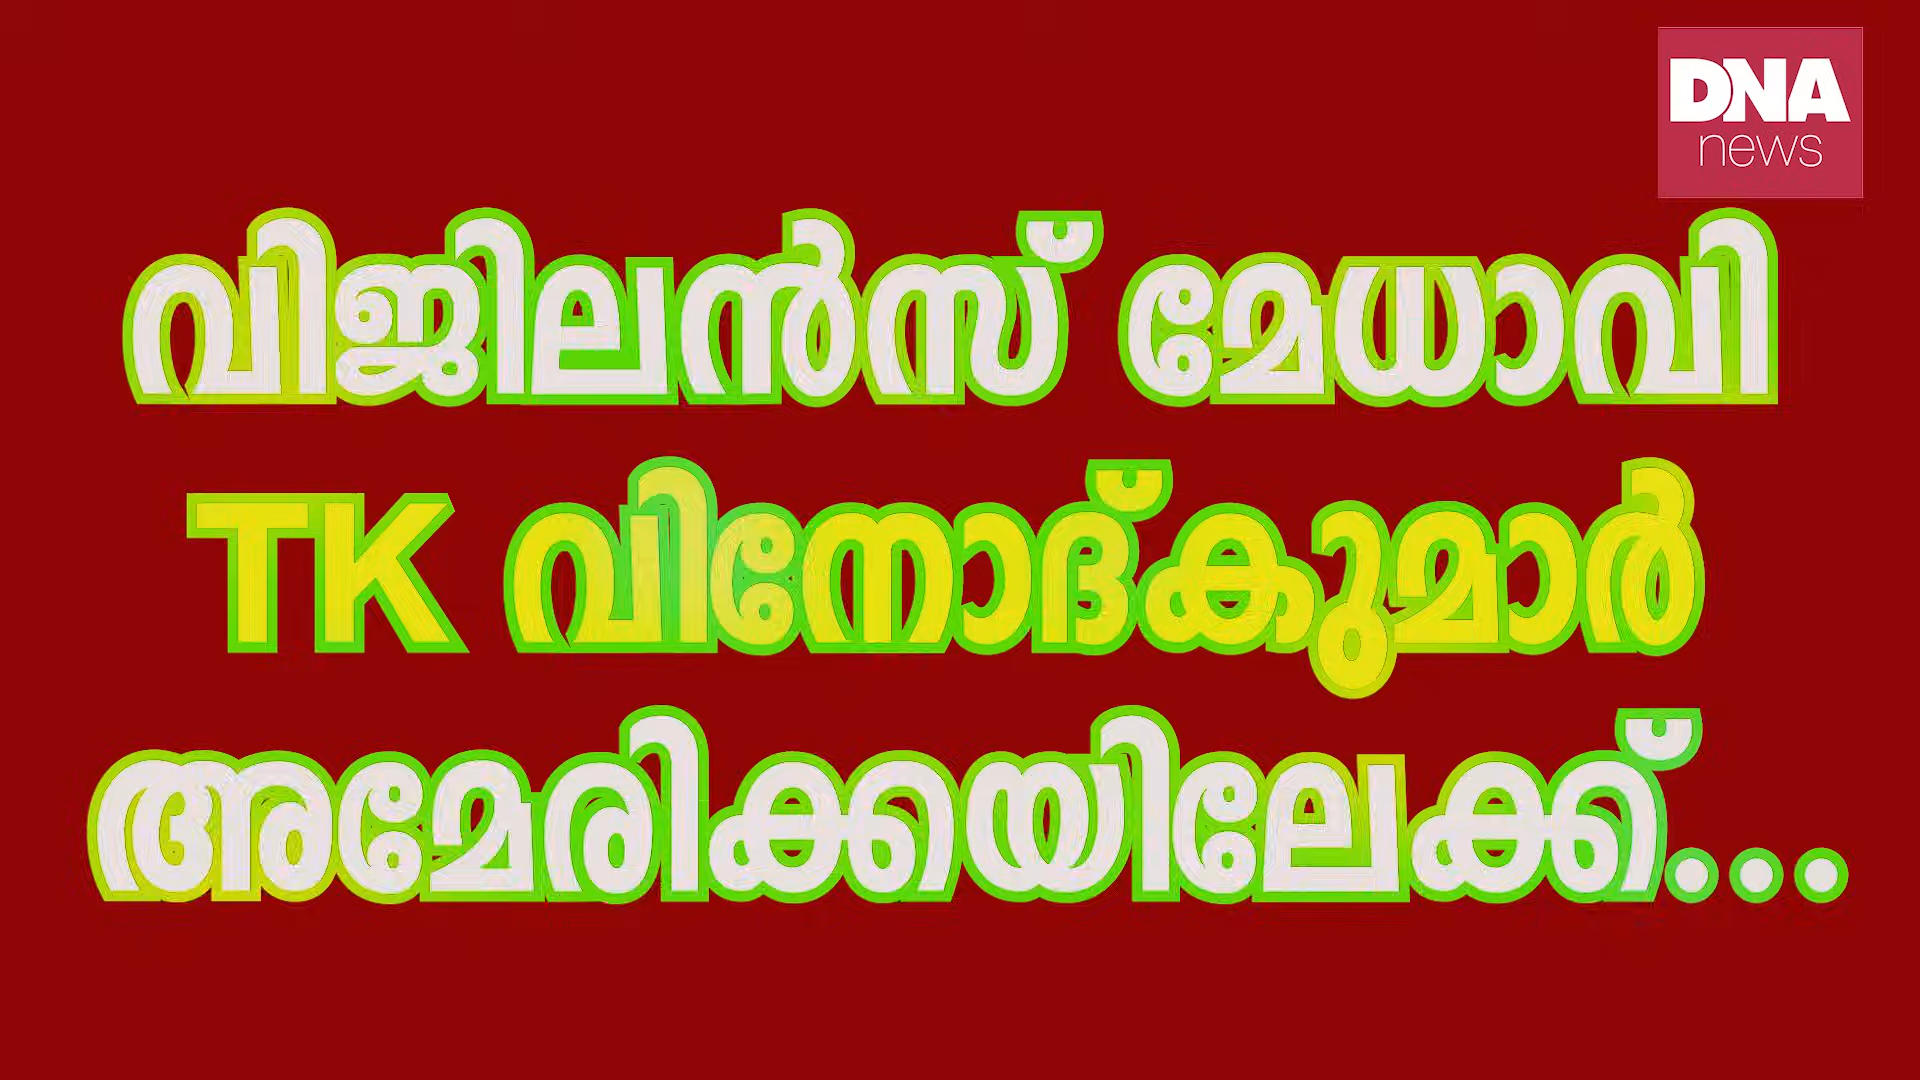 DNA
news
വിജിലൻസ് മേധാവി
TK വിനോദ്കുമാർ
അമേരിക്കയിലേക്ക്...